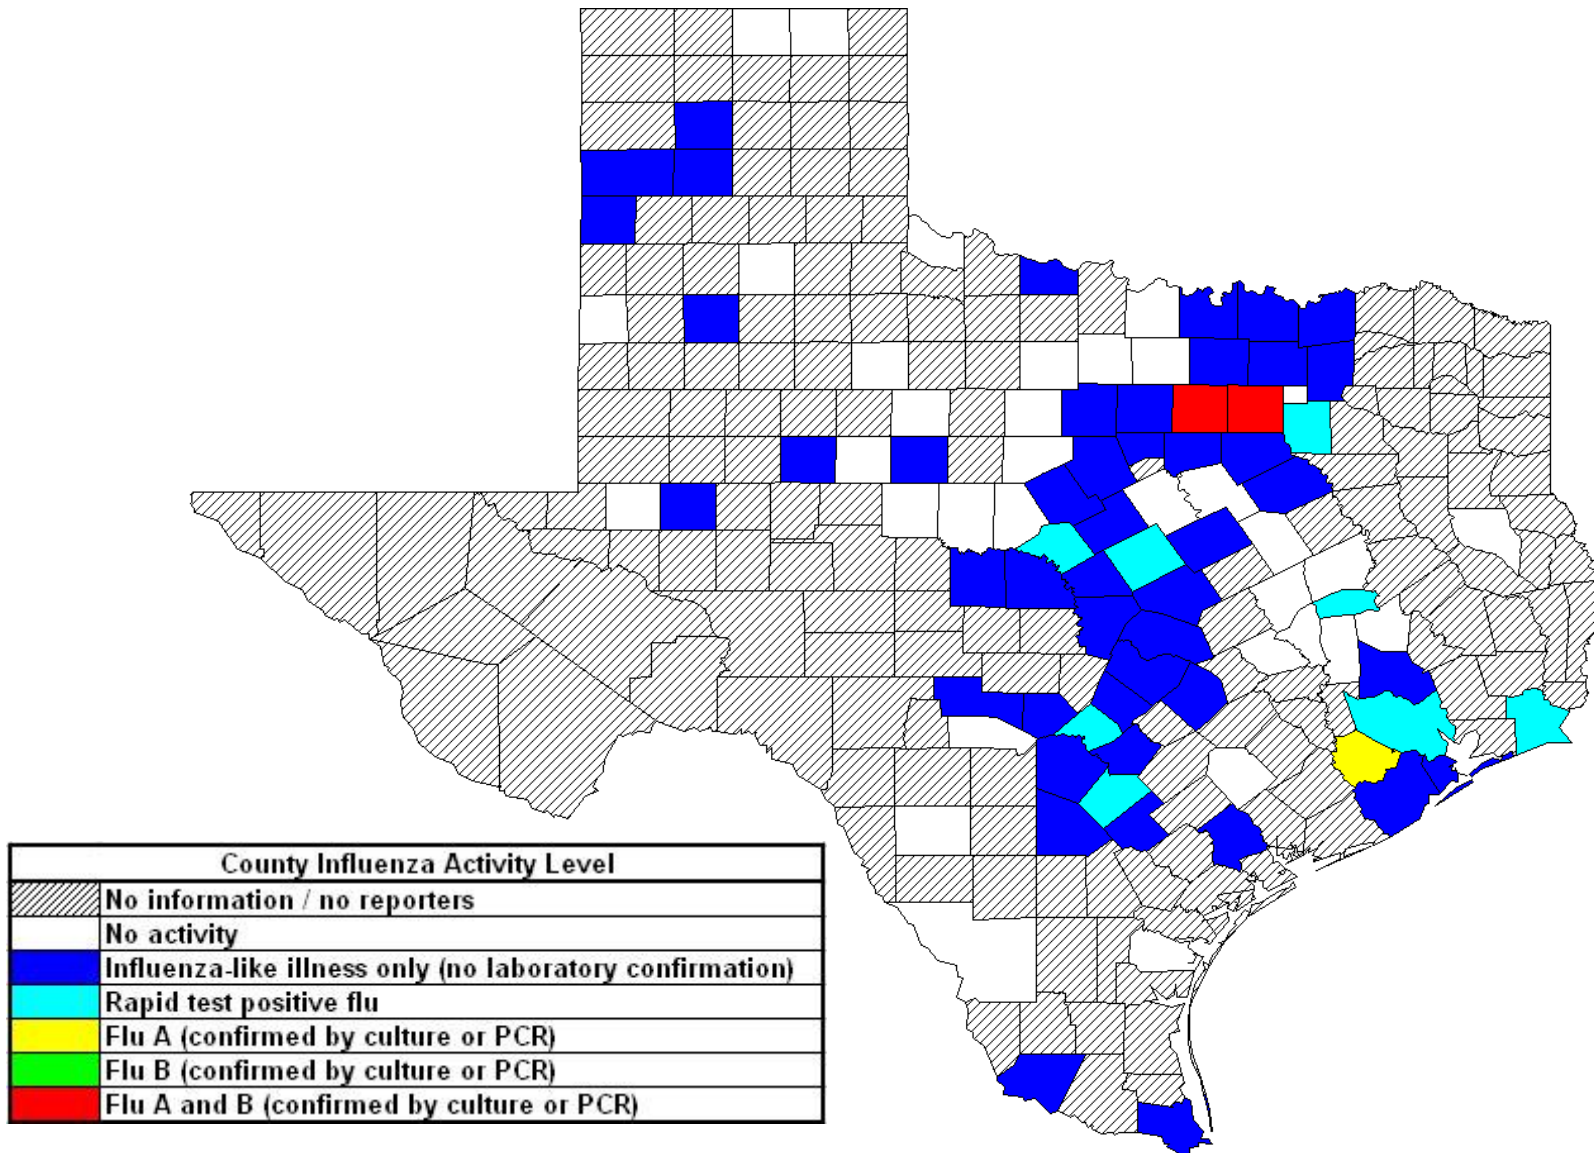 County Influenza Activity Level
No information / no reporters
No activity
Influenza-like illness only (no laboratory confirmation)
Rapid test positive flu
Flu A (confirmed by culture or PCR)
Flu B (confirmed by culture or PCR)
Flu A and B (confirmed by culture or PCR)